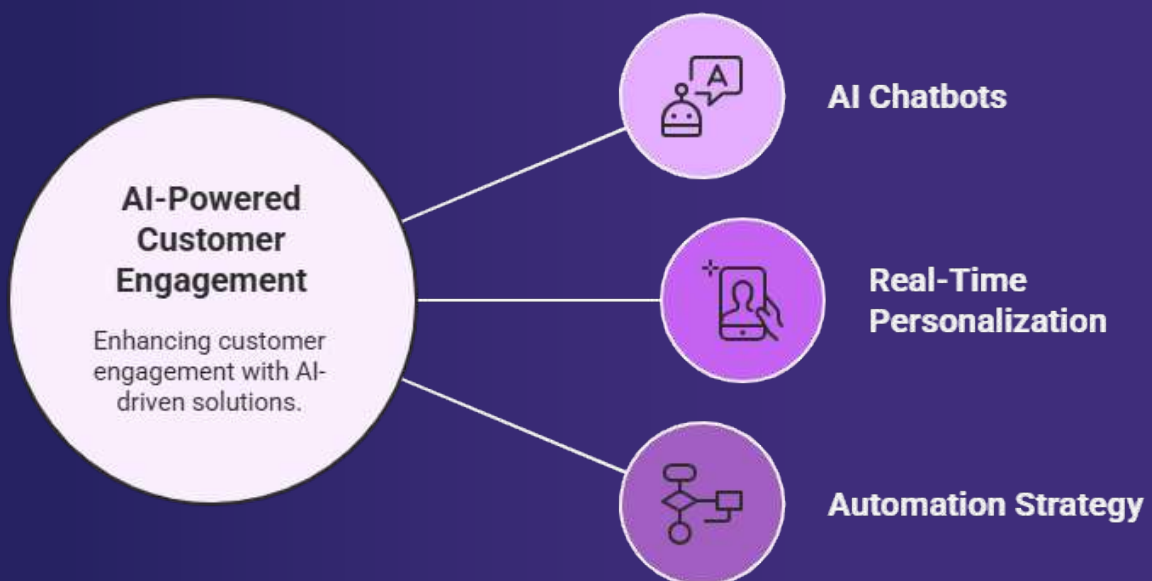 AI-Powered
Customer
Engagement
Enhancing customer
engagement with AI-
driven solutions.
A
AI Chatbots
Real-Time
Personalization
Automation Strategy